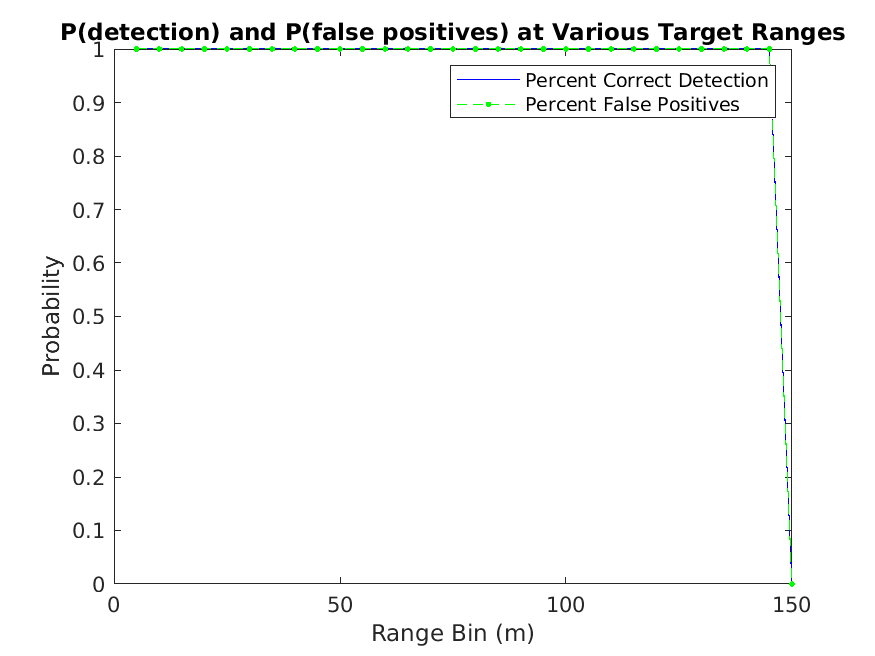 P(detection) and P(false positives) at Various Target Ranges
Percent Correct Detection
Percent False Positives
1
0.9
0.8
0.7
0.6
0.5
0.4
0.3
0.2
0.1
0
Probability
0 50 100 150
Range Bin (m)